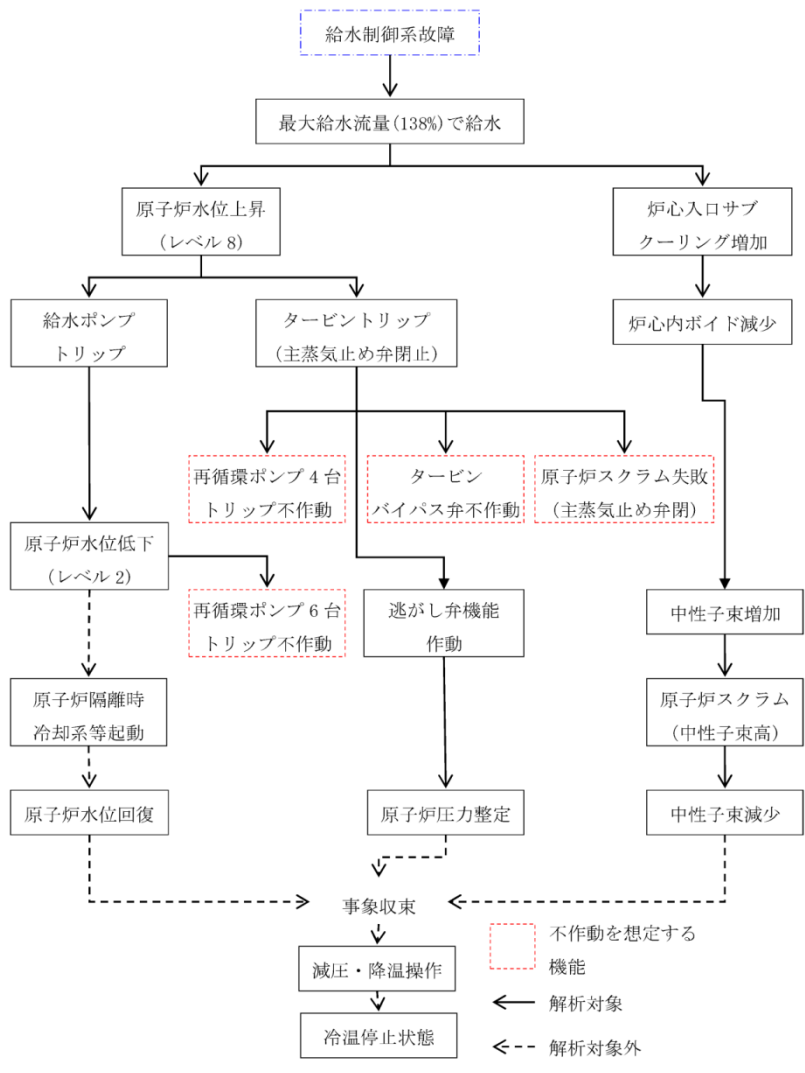 給水制御系故障
最大給水流量(138%)で給水
原子炉水位上昇
(レベル 8)
炉心入口サブ
クーリング増加
給水ポンプ
トリップ
タービントリップ
(主蒸気止め弁閉止)
炉心内ボイド減少
再循環ポンプ 4 台
トリップ不作動
タービン
バイパス弁不作動
原子炉スクラム失敗
(主蒸気止め弁閉)
原子炉水位低下
(レベル 2)
再循環ポンプ 6 台
トリップ不作動
逃がし弁機能
作動
中性子束増加
原子炉隔離時
冷却系等起動
原子炉スクラム
(中性子束高)
原子炉水位回復
原子炉圧力整定
中性子束減少
事象収束
減圧・降温操作
冷温停止状態
不作動を想定する
機能
解析対象
解析対象外